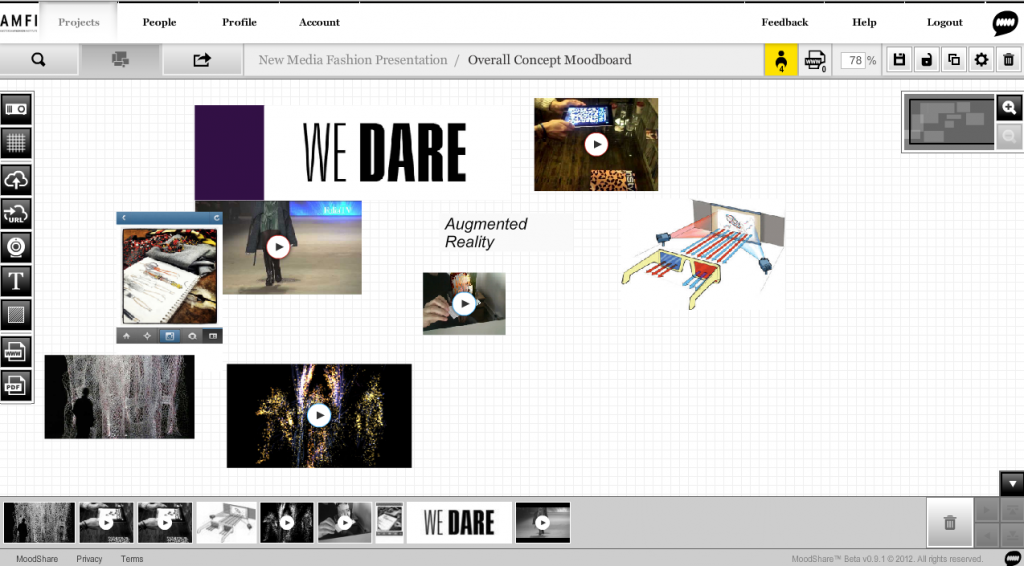 AMFI
Projects
People
Profile
Account
Feedback
Help
Logout
New Media Fashion Presentation / Overall Concept Moodboard
4
WWW
0
78 %
WE DARE
Augmented
Reality
URL
T
WWW
PDF
WE DARE
MoodShare
Privacy
Terms
MoodShare™ Beta v0.9.1 © 2012. All rights reserved.